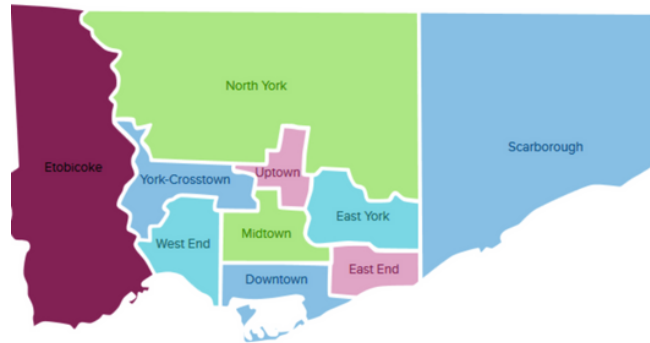 North York
Scarborough
Etobicoke
Uptown
York-Crosstown
East York
Midtown
West End
East End
Downtown